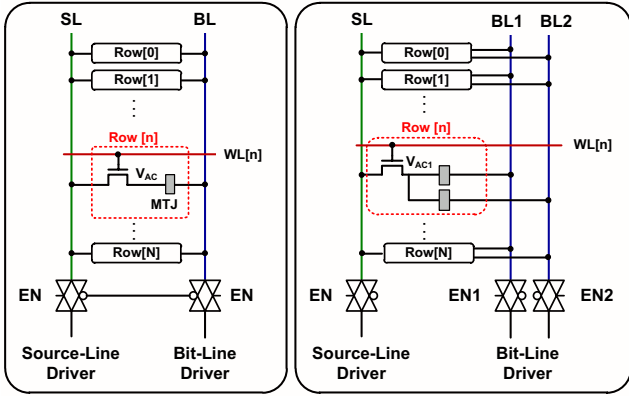 SL
BL
Row[0]
Row[1]
Row [n]
WL[n]
VAC
MTJ
Row[N]
EN
EN
Source-Line
Driver
Bit-Line
Driver
SL
BL1
BL2
Row[0]
Row[1]
Row [n]
WL[n]
VAC1
Row[N]
EN
EN1
EN2
Source-Line
Driver
Bit-Line
Driver